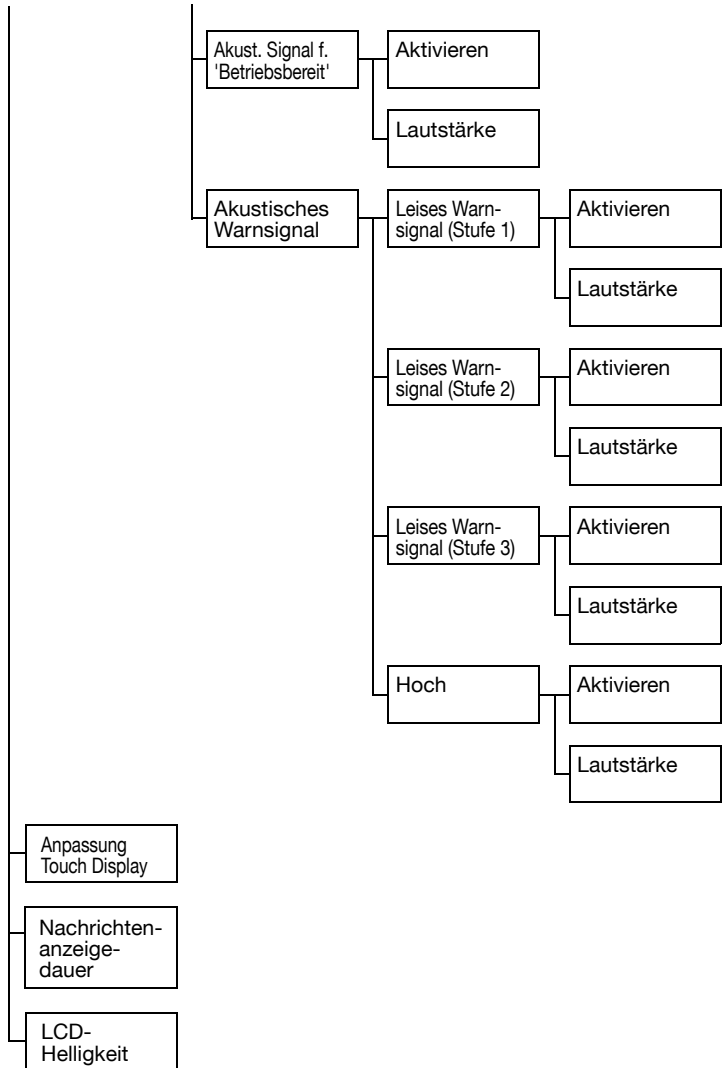 Akust. Signal f.
'Betriebsbereit'
Aktivieren
Lautstärke
Akustisches
Warnsignal
Leises Warn-
signal (Stufe 1)
Aktivieren
Lautstärke
Leises Warn-
signal (Stufe 2)
Aktivieren
Lautstärke
Leises Warn-
signal (Stufe 3)
Aktivieren
Lautstärke
Hoch
Aktivieren
Lautstärke
Anpassung
Touch Display
Nachrichten-
anzeige-
dauer
LCD-
Helligkeit